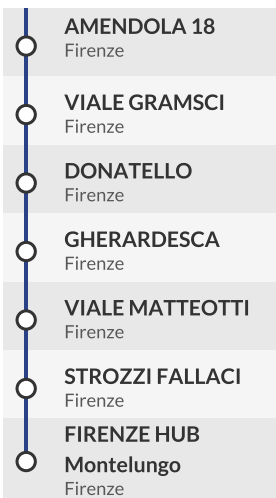 AMENDOLA 18
Firenze
VIALE GRAMSCI
Firenze
DONATELLO
Firenze
GHERARDESCA
Firenze
VIALE MATTEOTTI
Firenze
STROZZI FALLACI
Firenze
FIRENZE HUB
Montelungo
Firenze